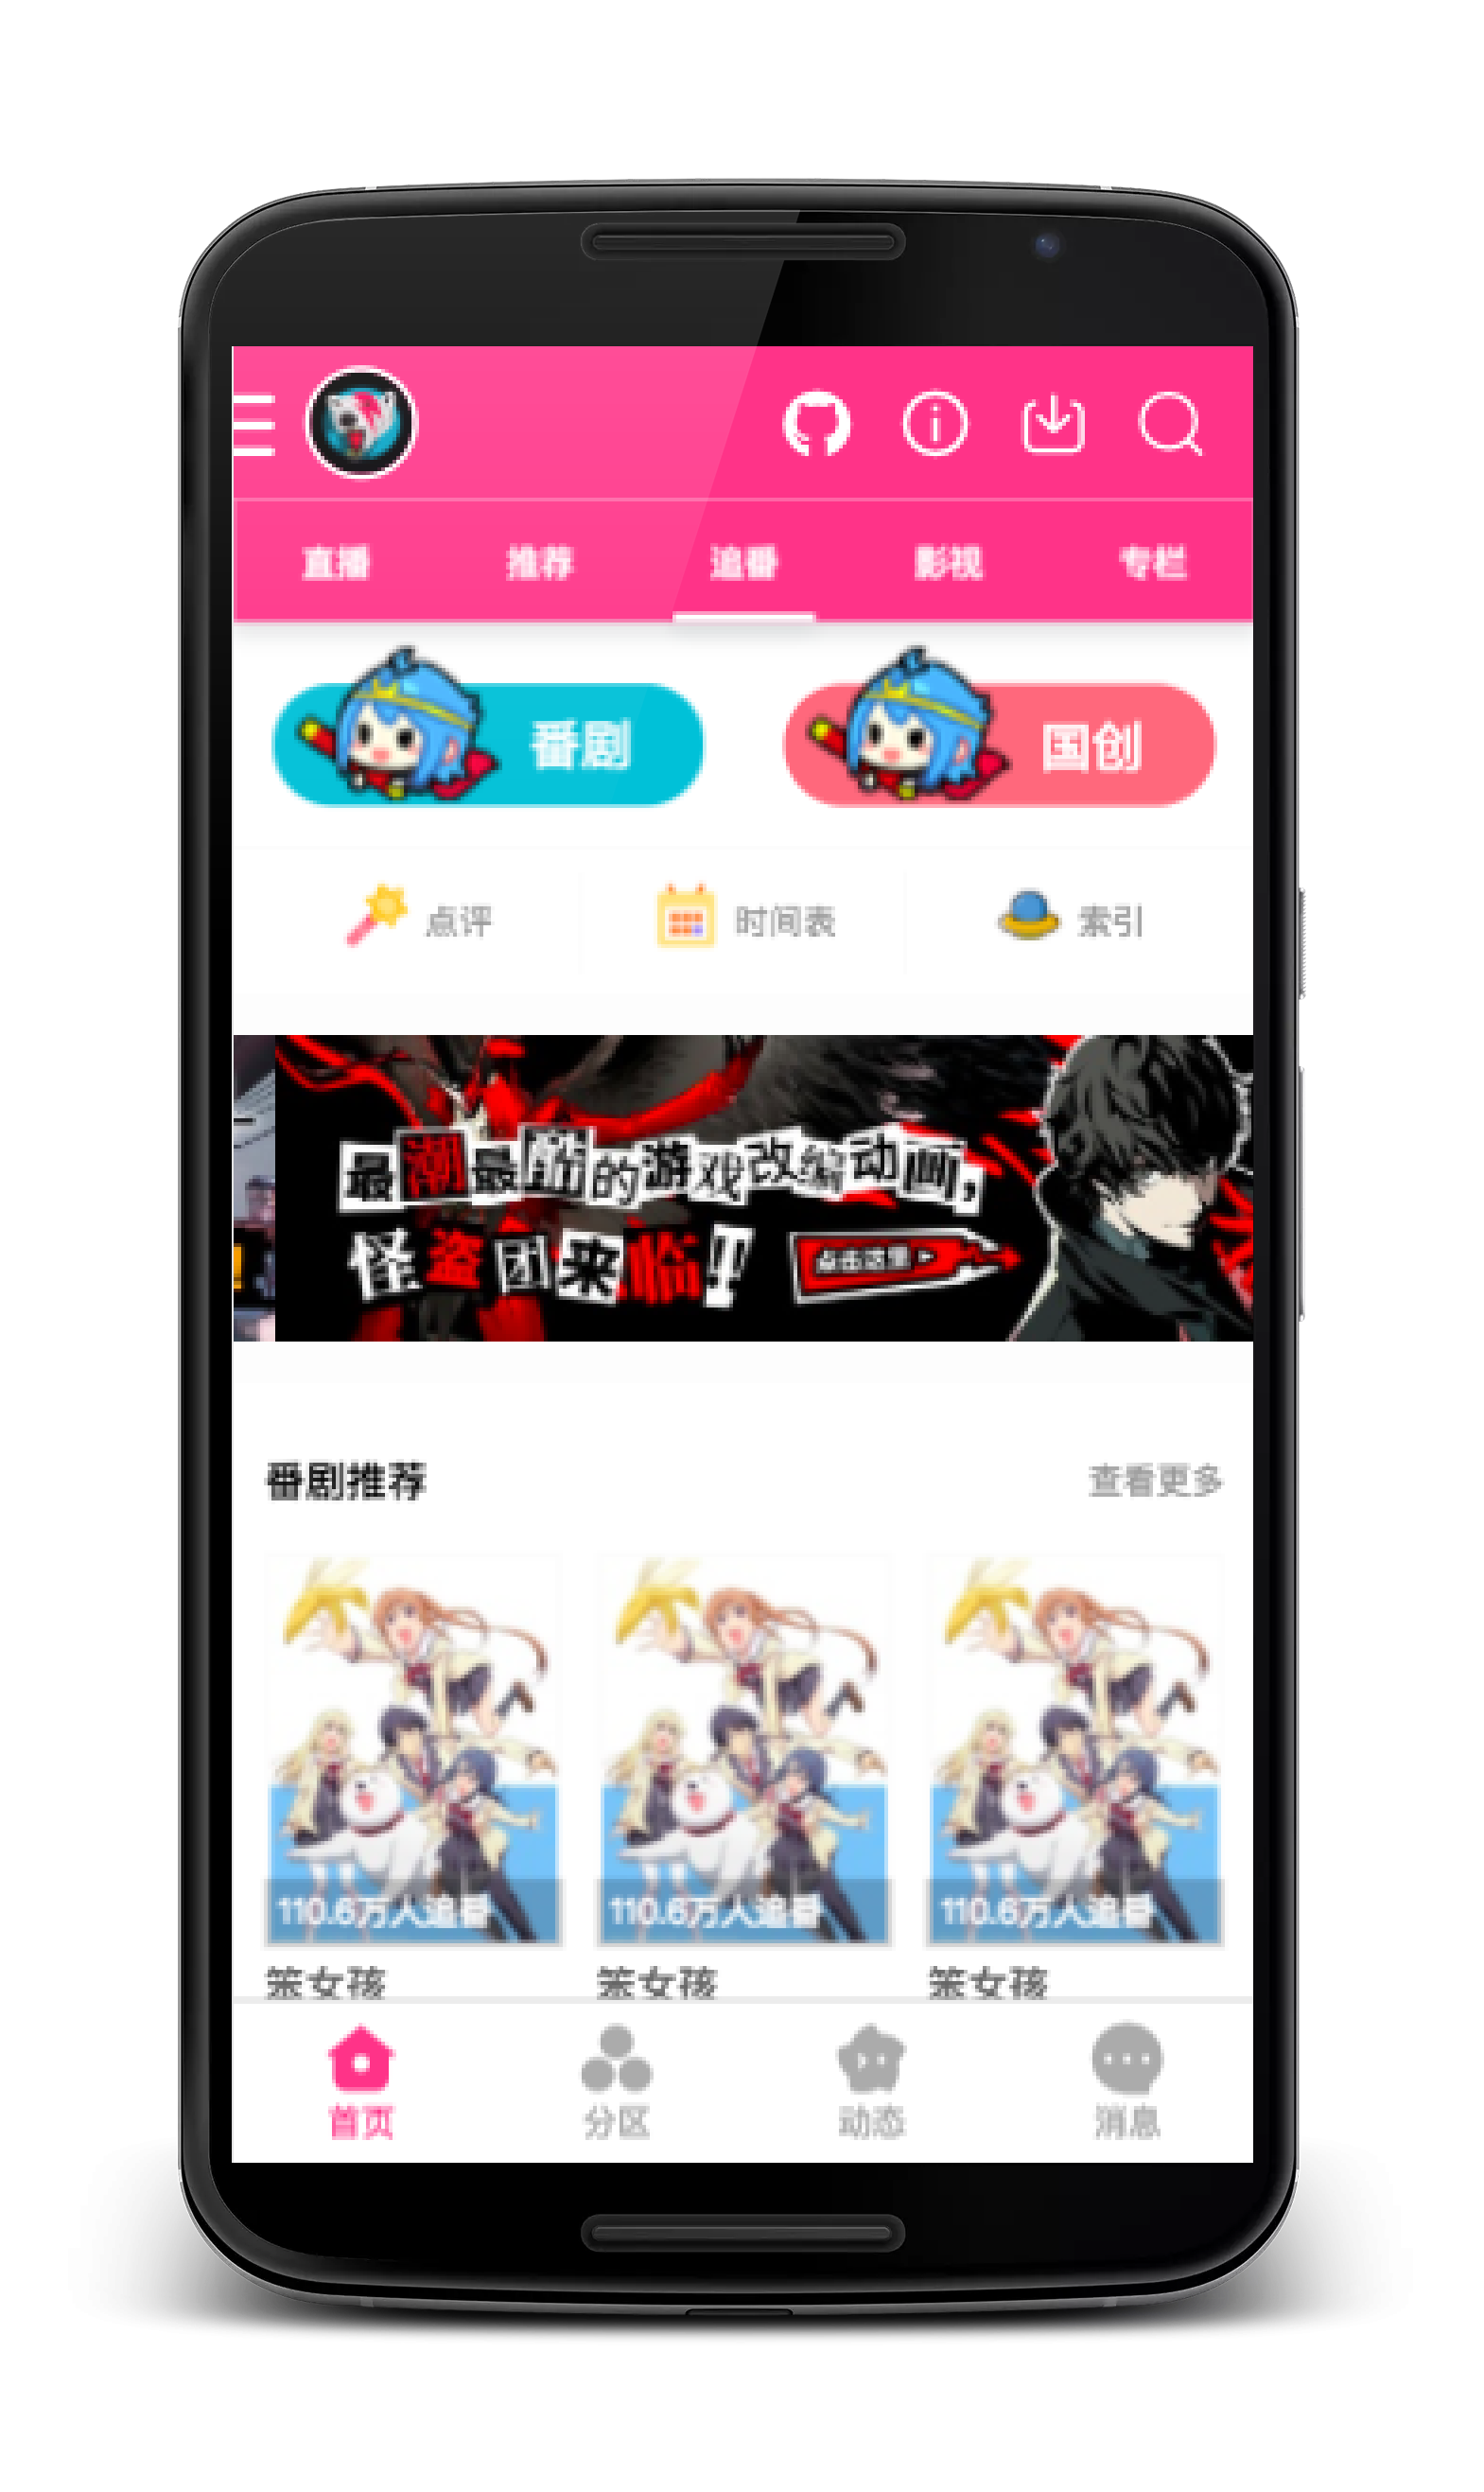 直播 推荐 追番 影视 专栏
番剧 国创
点评 时间表 索引
最潮最酷的游戏改编动画,
怪盗团来临!
点击这里
番剧推荐 查看更多
110.6万人追番 110.6万人追番 110.6万人追番
笨女孩 笨女孩 笨女孩
首页 分区 动态 消息